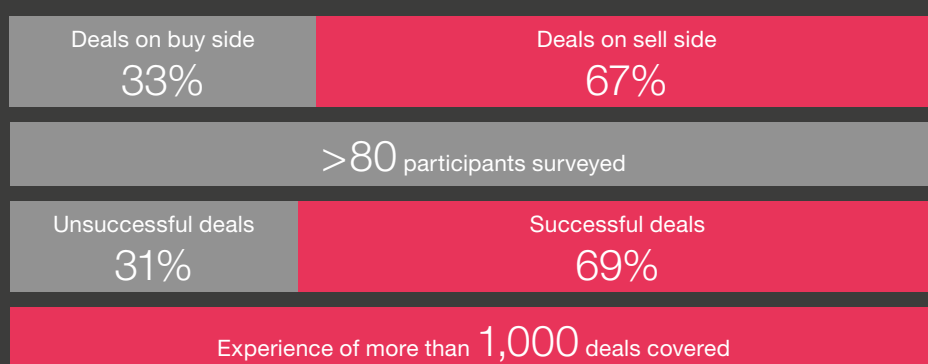 Deals on buy side
33%
Deals on sell side
67%
>80 participants surveyed
Unsuccessful deals
31%
Successful deals
69%
Experience of more than 1,000 deals covered